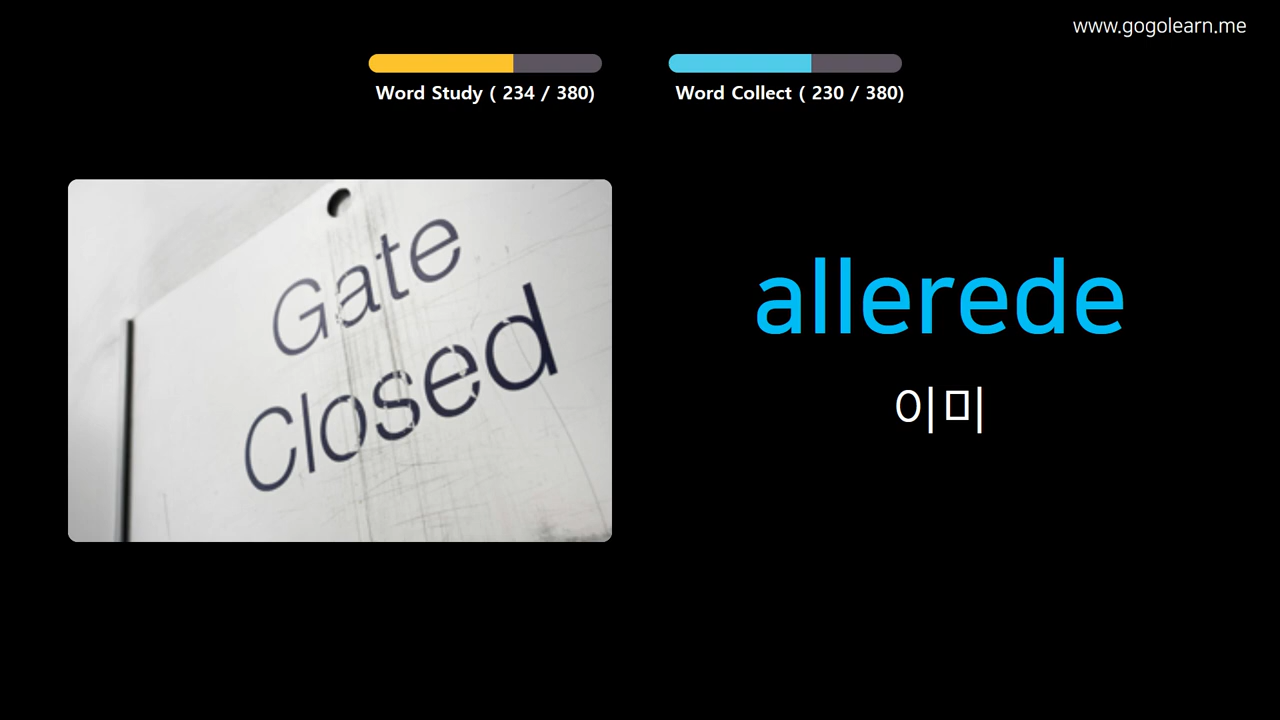 www.gogolearn.me
Word Study ( 234 / 380)
Word Collect ( 230 / 380)
Gate
Closed
allerede
이미